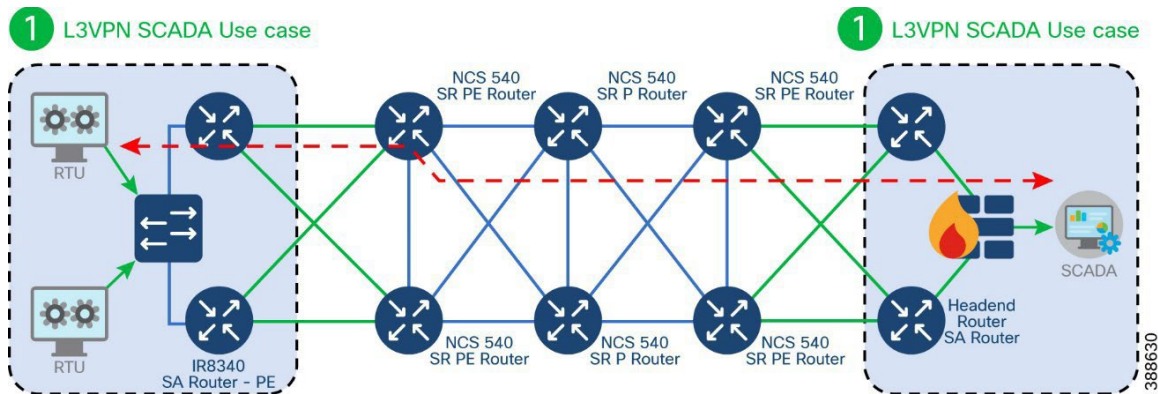 1 L3VPN SCADA Use case
1 L3VPN SCADA Use case
NCS 540
SR PE Router
NCS 540
SR P Router
NCS 540
SR PE Router
RTU
RTU
IR8340
SA Router - PE
NCS 540
SR PE Router
NCS 540
SR P Router
NCS 540
SR PE Router
SCADA
Headend
Router
SA Router
388630